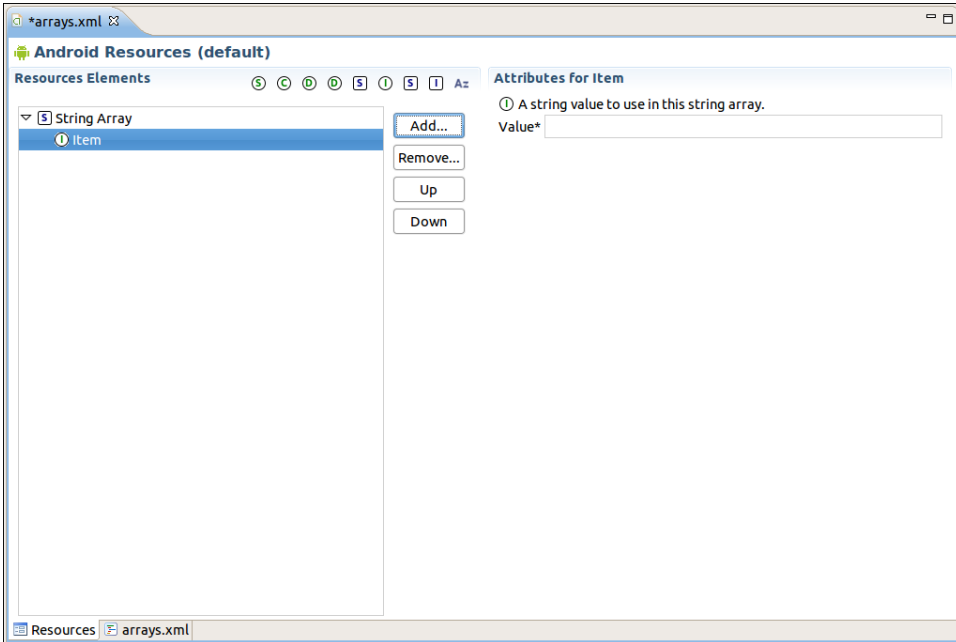 *arrays.xml
Android Resources (default)
Resources Elements
S C D D S I S I Az
String Array
S
Item
I
Add...
Remove...
Up
Down
Attributes for Item
I A string value to use in this string array.
Value*
Resources
arrays.xml